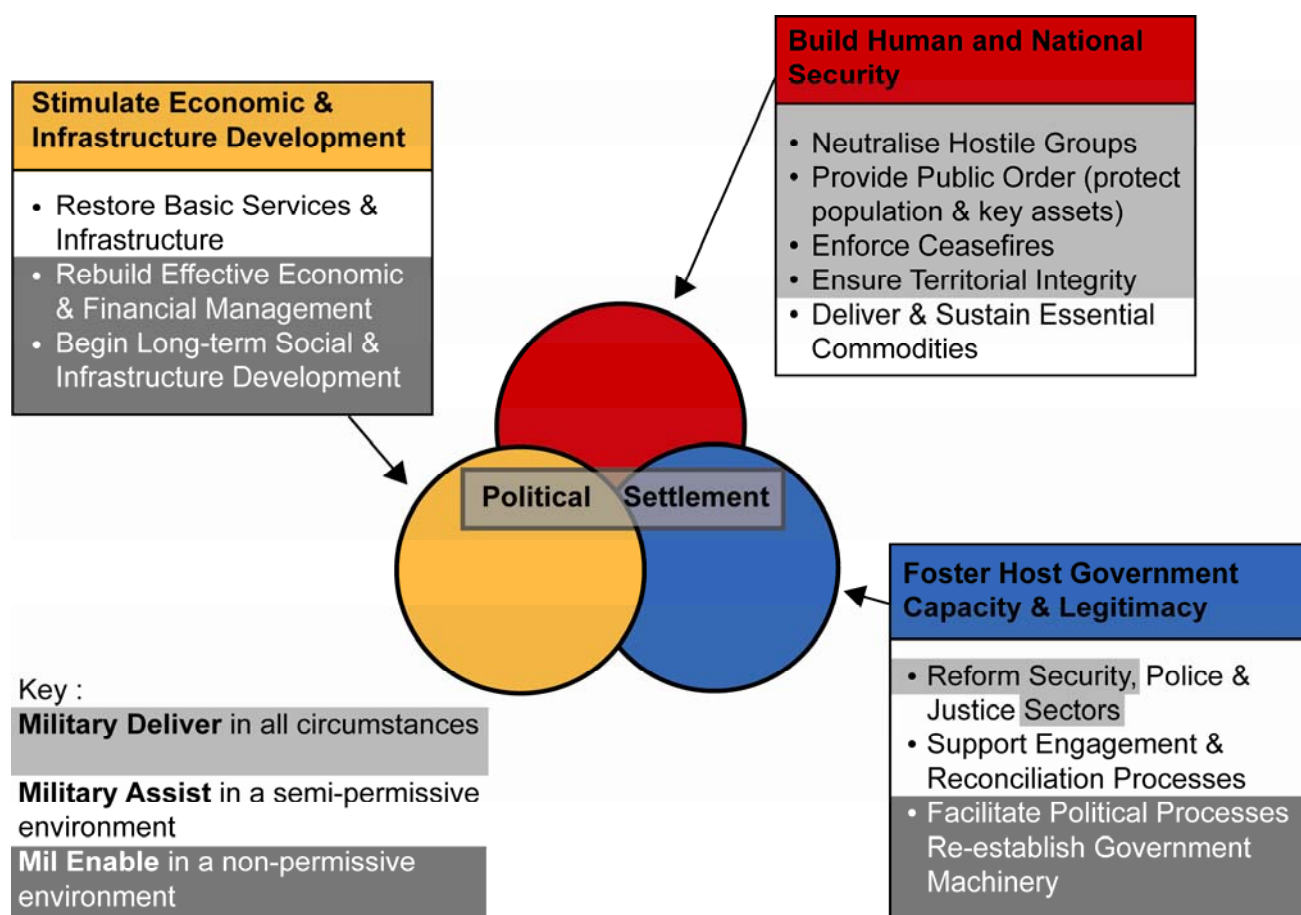 Build Human and National
Security
• Neutralise Hostile Groups
• Provide Public Order (protect
population & key assets)
• Enforce Ceasefires
• Ensure Territorial Integrity
• Deliver & Sustain Essential
Commodities
Stimulate Economic &
Infrastructure Development
• Restore Basic Services &
Infrastructure
• Rebuild Effective Economic
& Financial Management
• Begin Long-term Social &
Infrastructure Development
Political Settlement
Foster Host Government
Capacity & Legitimacy
• Reform Security, Police &
Justice Sectors
• Support Engagement &
Reconciliation Processes
• Facilitate Political Processes
Re-establish Government
Machinery
Key :
Military Deliver in all circumstances
Military Assist in a semi-permissive
environment
Mil Enable in a non-permissive
environment